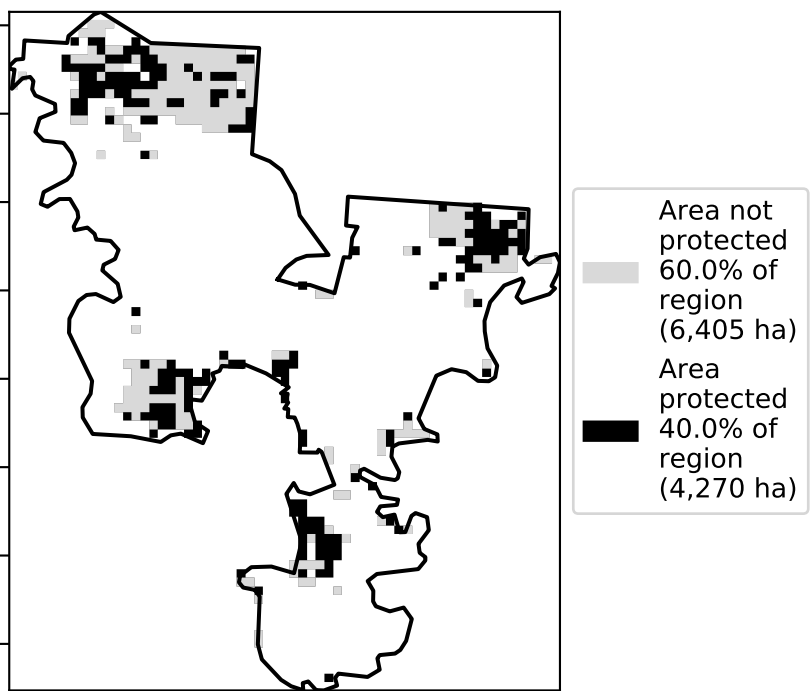 Area not
protected
60.0% of
region
(6,405 ha)
Area
protected
40.0% of
region
(4,270 ha)